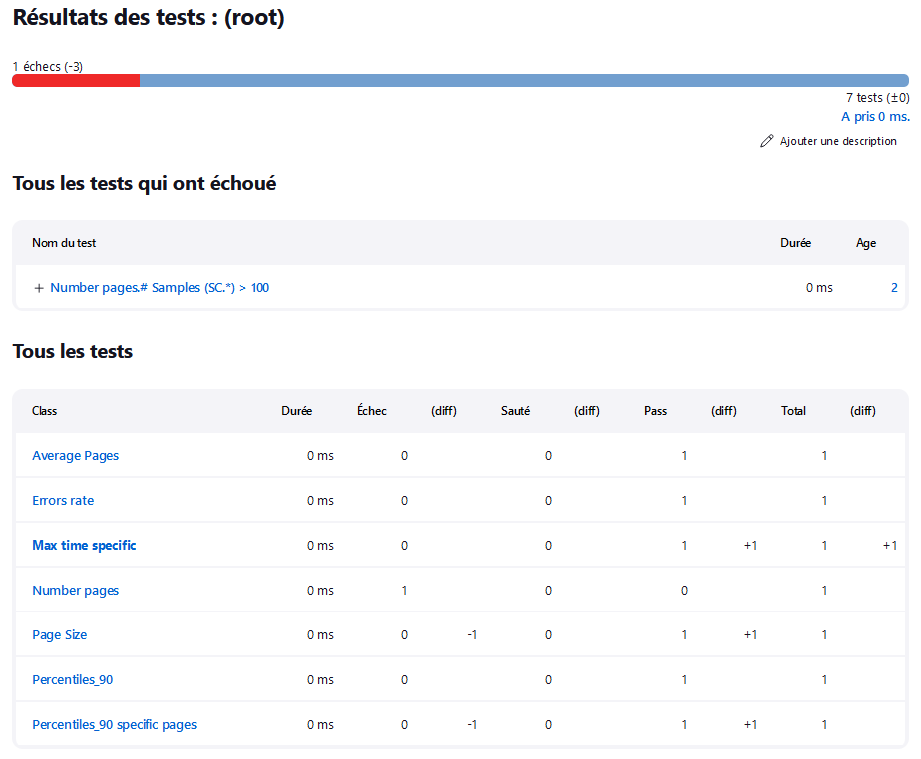 Résultats des tests : (root)
1 échecs (-3)
7 tests (±0)
A pris 0 ms.
Ajouter une description
Tous les tests qui ont échoué
Nom du test Durée Age
+ Number pages.# Samples (SC.*) > 100 0 ms 2
Tous les tests
Class Durée Échec (diff) Sauté (diff) Pass (diff) Total (diff)
Average Pages 0 ms 0 0 1 1
Errors rate 0 ms 0 0 1 1
Max time specific 0 ms 0 0 1 +1 1 +1
Number pages 0 ms 1 0 0 1
Page Size 0 ms 0 -1 0 1 +1 1
Percentiles_90 0 ms 0 0 1 1
Percentiles_90 specific pages 0 ms 0 -1 0 1 +1 1